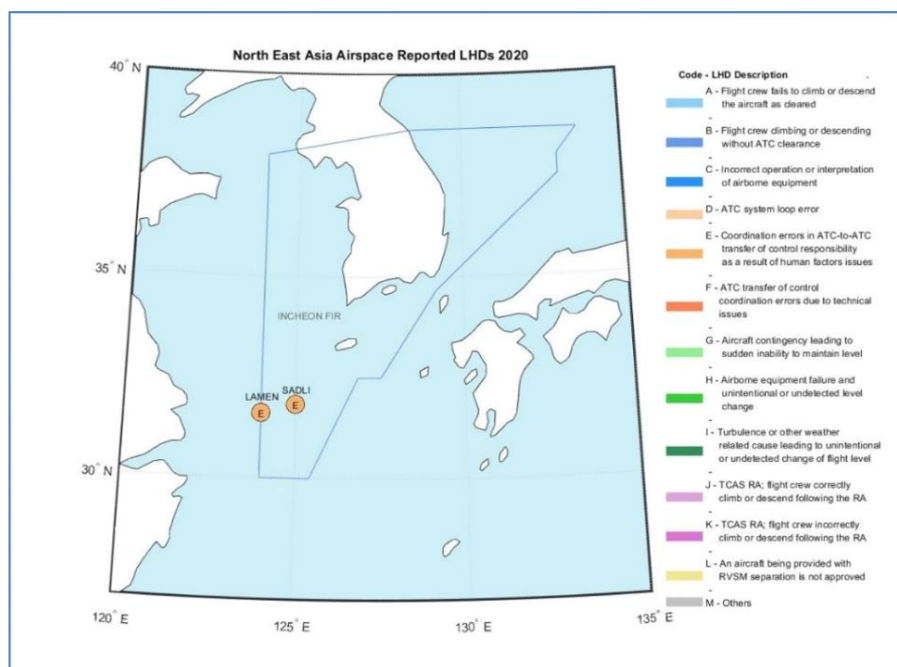 North East Asia Airspace Reported LHDs 2020
40° N
35° N
30° N
120° E
125° E
130° E
135° E
INCHEON FIR
LAMEN
SADLI
E
E
Code - LHD Description
A - Flight crew fails to climb or descend
the aircraft as cleared
B - Flight crew climbing or descending
without ATC clearance
C - Incorrect operation or interpretation
of airborne equipment
D - ATC system loop error
E - Coordination errors in ATC-to-ATC
transfer of control responsibility
as a result of human factors issues
F - ATC transfer of control
coordination errors due to technical
issues
G - Aircraft contingency leading to
sudden inability to maintain level
H - Airborne equipment failure and
unintentional or undetected level
change
I - Turbulence or other weather
related cause leading to unintentional
or undetected change of flight level
J - TCAS RA; flight crew correctly
climb or descend following the RA
K - TCAS RA; flight crew incorrectly
climb or descend following the RA
L - An aircraft being provided with
RVSM separation is not approved
M - Others